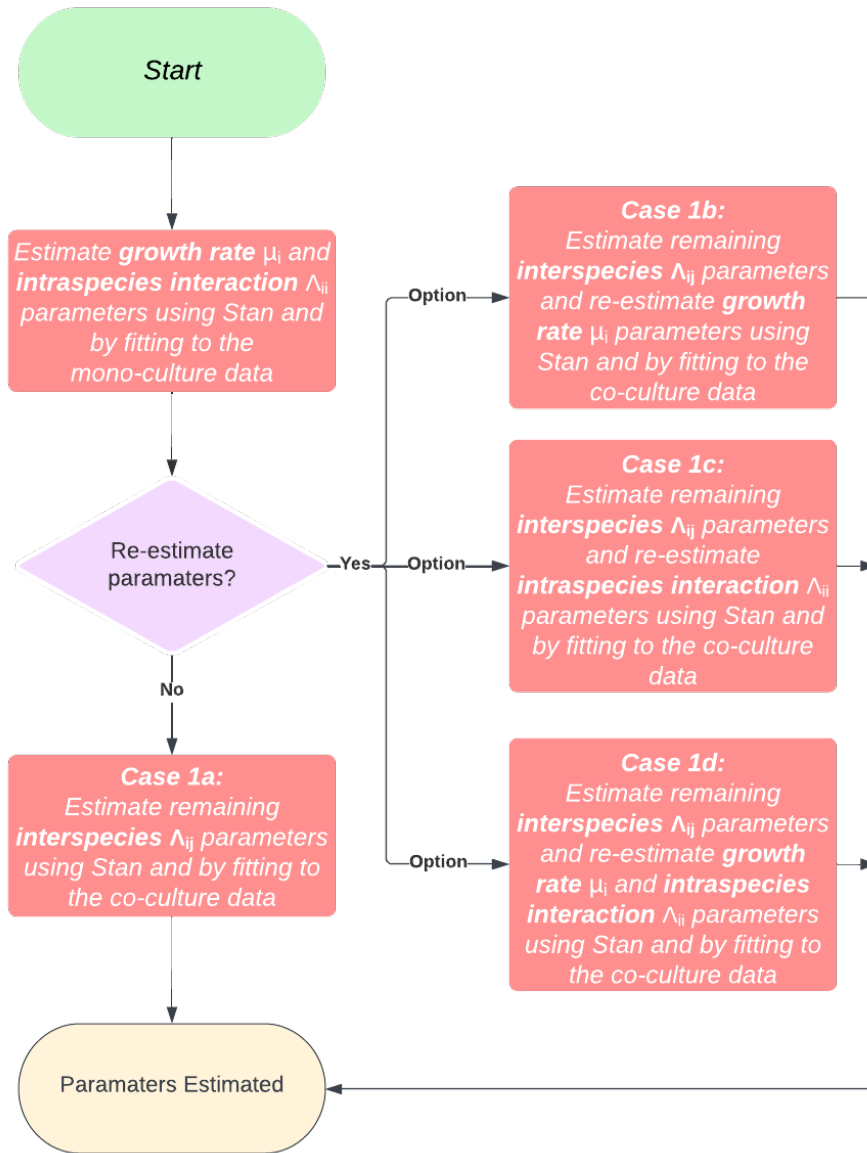 Start
Estimate growth rate μᵢ and
intraspecies interaction Λᵢᵢ
parameters using Stan and
by fitting to the
mono-culture data
Re-estimate
paramaters?
Yes
No
Option
Option
Option
Case 1a:
Estimate remaining
interspecies Λᵢⱼ parameters
using Stan and by fitting to
the co-culture data
Case 1b:
Estimate remaining
interspecies Λᵢⱼ parameters
and re-estimate growth
rate μᵢ parameters using
Stan and by fitting to the
co-culture data
Case 1c:
Estimate remaining
interspecies Λᵢⱼ parameters
and re-estimate
intraspecies interaction Λᵢᵢ
parameters using Stan and
by fitting to the co-culture
data
Case 1d:
Estimate remaining
interspecies Λᵢⱼ parameters
and re-estimate growth
rate μᵢ and intraspecies
interaction Λᵢᵢ parameters
using Stan and by fitting to
the co-culture data
Paramaters Estimated